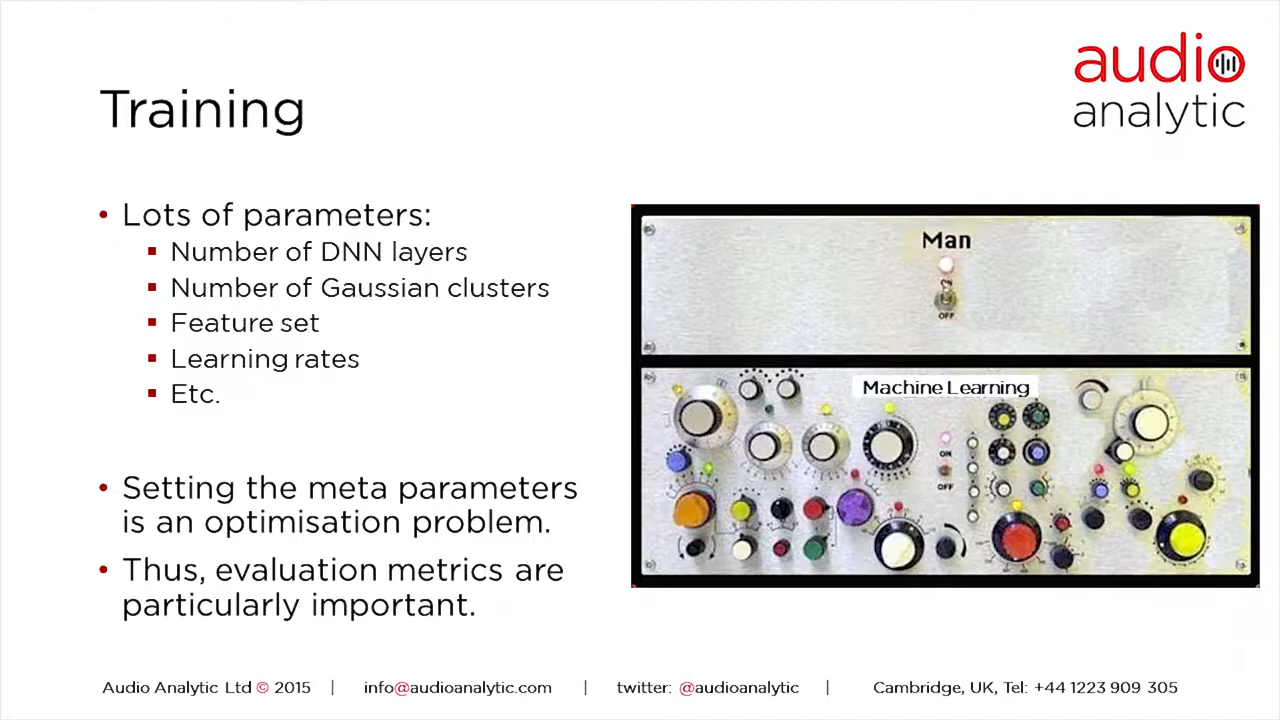 audio
analytic
Training
• Lots of parameters:
▪ Number of DNN layers
▪ Number of Gaussian clusters
▪ Feature set
▪ Learning rates
▪ Etc.
• Setting the meta parameters
is an optimisation problem.
• Thus, evaluation metrics are
particularly important.
Man
OFF
Machine Learning
ON
OFF
Audio Analytic Ltd © 2015 | info@audioanalytic.com | twitter: @audioanalytic | Cambridge, UK, Tel: +44 1223 909 305